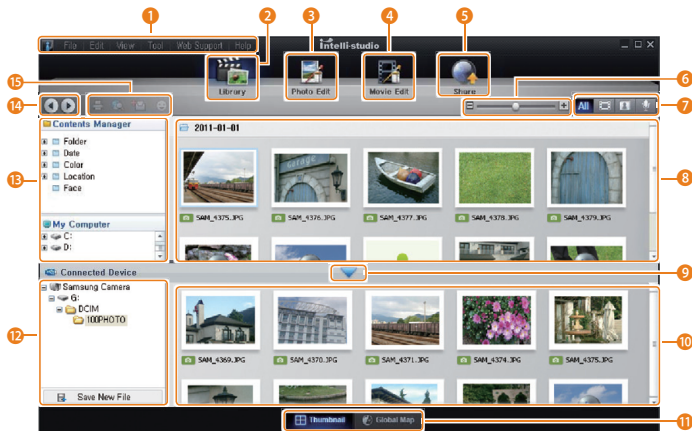 1 2 3 4 5
File Edit View Tool Web Support Help
intelli-studio
Library Photo Edit Movie Edit Share
15
6
14
All
7
Contents Manager
2011-01-01
Folder
Date
Color
Location
Face
13
8
SAM_4375.JPG SAM_4376.JPG SAM_4377.JPG SAM_4378.JPG SAM_4379.JPG
My Computer
C:
D:
Connected Device
9
Samsung Camera
G:
DCIM
100PHOTO
12
10
SAM_4369.JPG SAM_4370.JPG SAM_4371.JPG SAM_4374.JPG SAM_4375.JPG
Save New File
Thumbnail Global Map
11